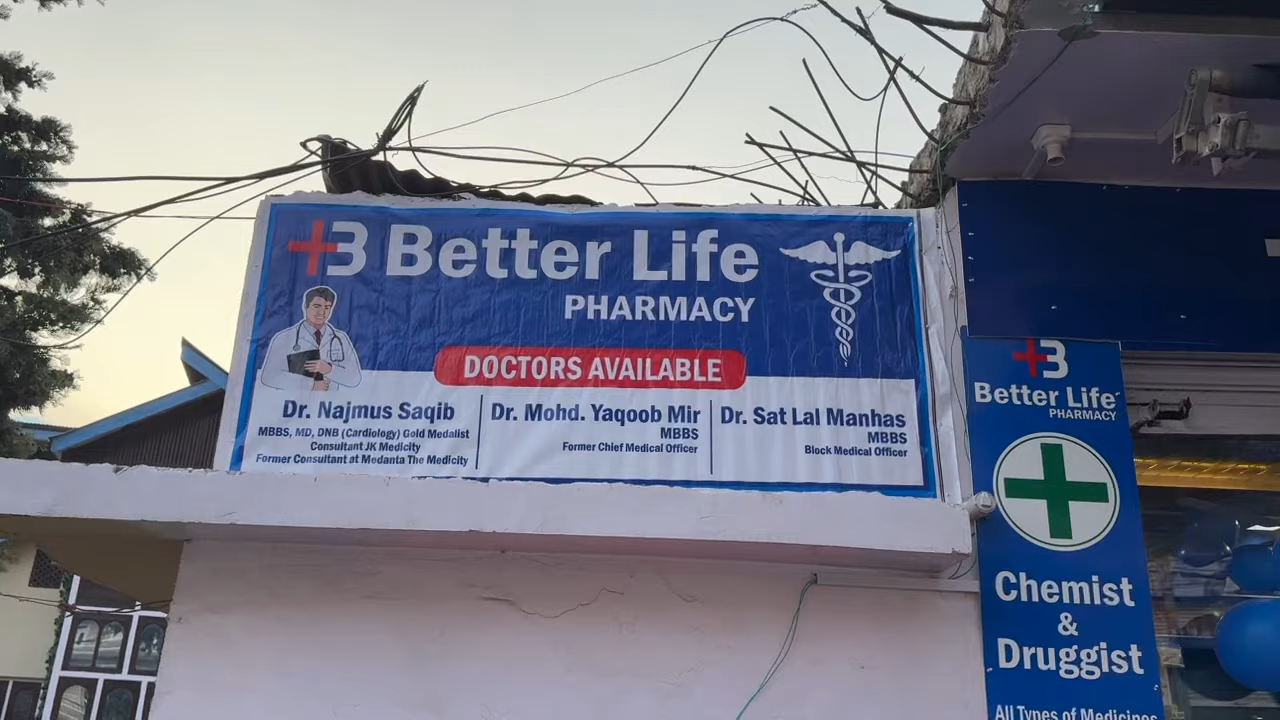 B Better Life
PHARMACY
DOCTORS AVAILABLE
Dr. Najmus Saqib
MBBS, MD, DNB (Cardiology) Gold Medalist
Consultant JK Medicity
Former Consultant at Medanta The Medicity
Dr. Mohd. Yaqoob Mir
MBBS
Former Chief Medical Officer
Dr. Sat Lal Manhas
MBBS
Block Medical Officer
B
Better Life
PHARMACY
Chemist
&
Druggist
All Types of Medicines